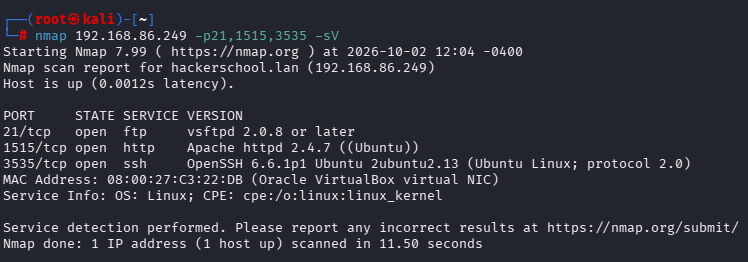 ┌──(root㉿kali)-[~]
└─# nmap 192.168.86.249 -p21,1515,3535 -sV
Starting Nmap 7.99 ( https://nmap.org ) at 2026-10-02 12:04 -0400
Nmap scan report for hackerschool.lan (192.168.86.249)
Host is up (0.0012s latency).

PORT     STATE SERVICE VERSION
21/tcp   open  ftp     vsftpd 2.0.8 or later
1515/tcp open  http    Apache httpd 2.4.7 ((Ubuntu))
3535/tcp open  ssh     OpenSSH 6.6.1p1 Ubuntu 2ubuntu2.13 (Ubuntu Linux; protocol 2.0)
MAC Address: 08:00:27:C3:22:DB (Oracle VirtualBox virtual NIC)
Service Info: OS: Linux; CPE: cpe:/o:linux:linux_kernel

Service detection performed. Please report any incorrect results at https://nmap.org/submit/
Nmap done: 1 IP address (1 host up) scanned in 11.50 seconds